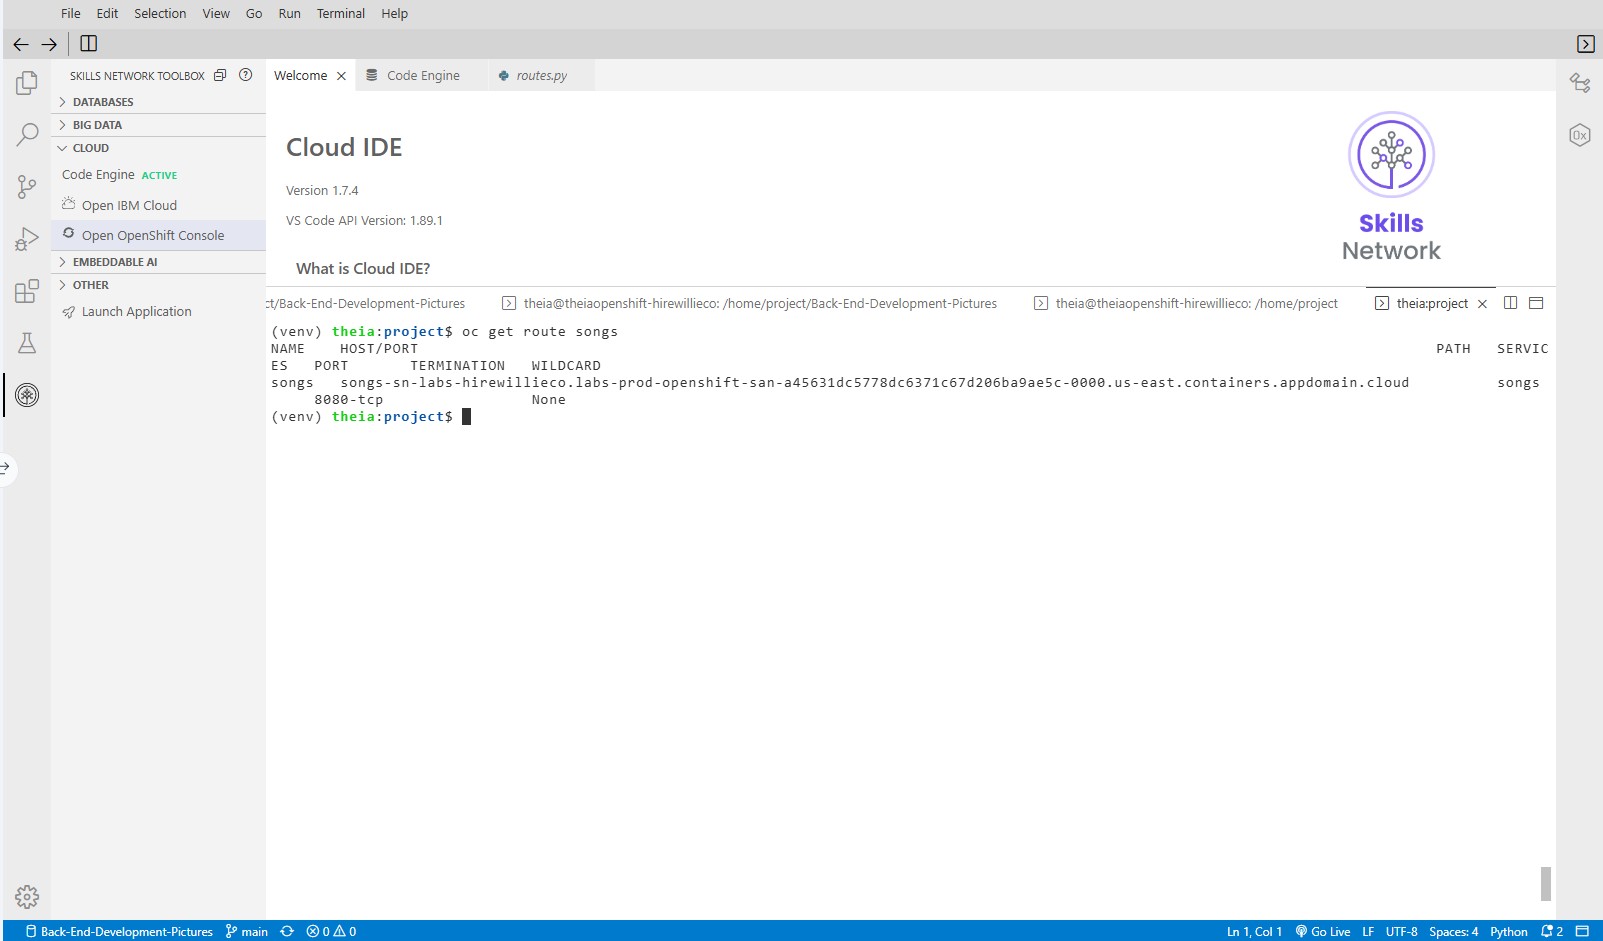 File Edit Selection View Go Run Terminal Help
SKILLS NETWORK TOOLBOX
DATABASES
BIG DATA
CLOUD
Code Engine ACTIVE
Open IBM Cloud
Open OpenShift Console
EMBEDDABLE AI
OTHER
Launch Application
Welcome Code Engine routes.py
Cloud IDE
Version 1.7.4
VS Code API Version: 1.89.1
What is Cloud IDE?
Skills
Network
0x
ct/Back-End-Development-Pictures theia@theiaopenshift-hirewillieco: /home/project/Back-End-Development-Pictures theia@theiaopenshift-hirewillieco: /home/project theia:project
(venv) theia:project$ oc get route songs
NAME HOST/PORT PATH SERVIC
ES PORT TERMINATION WILDCARD
songs songs-sn-labs-hirewillieco.labs-prod-openshift-san-a45631dc5778dc6371c67d206ba9ae5c-0000.us-east.containers.appdomain.cloud songs
8080-tcp None
(venv) theia:project$
Back-End-Development-Pictures main 0 0 Ln 1, Col 1 Go Live LF UTF-8 Spaces: 4 Python 2